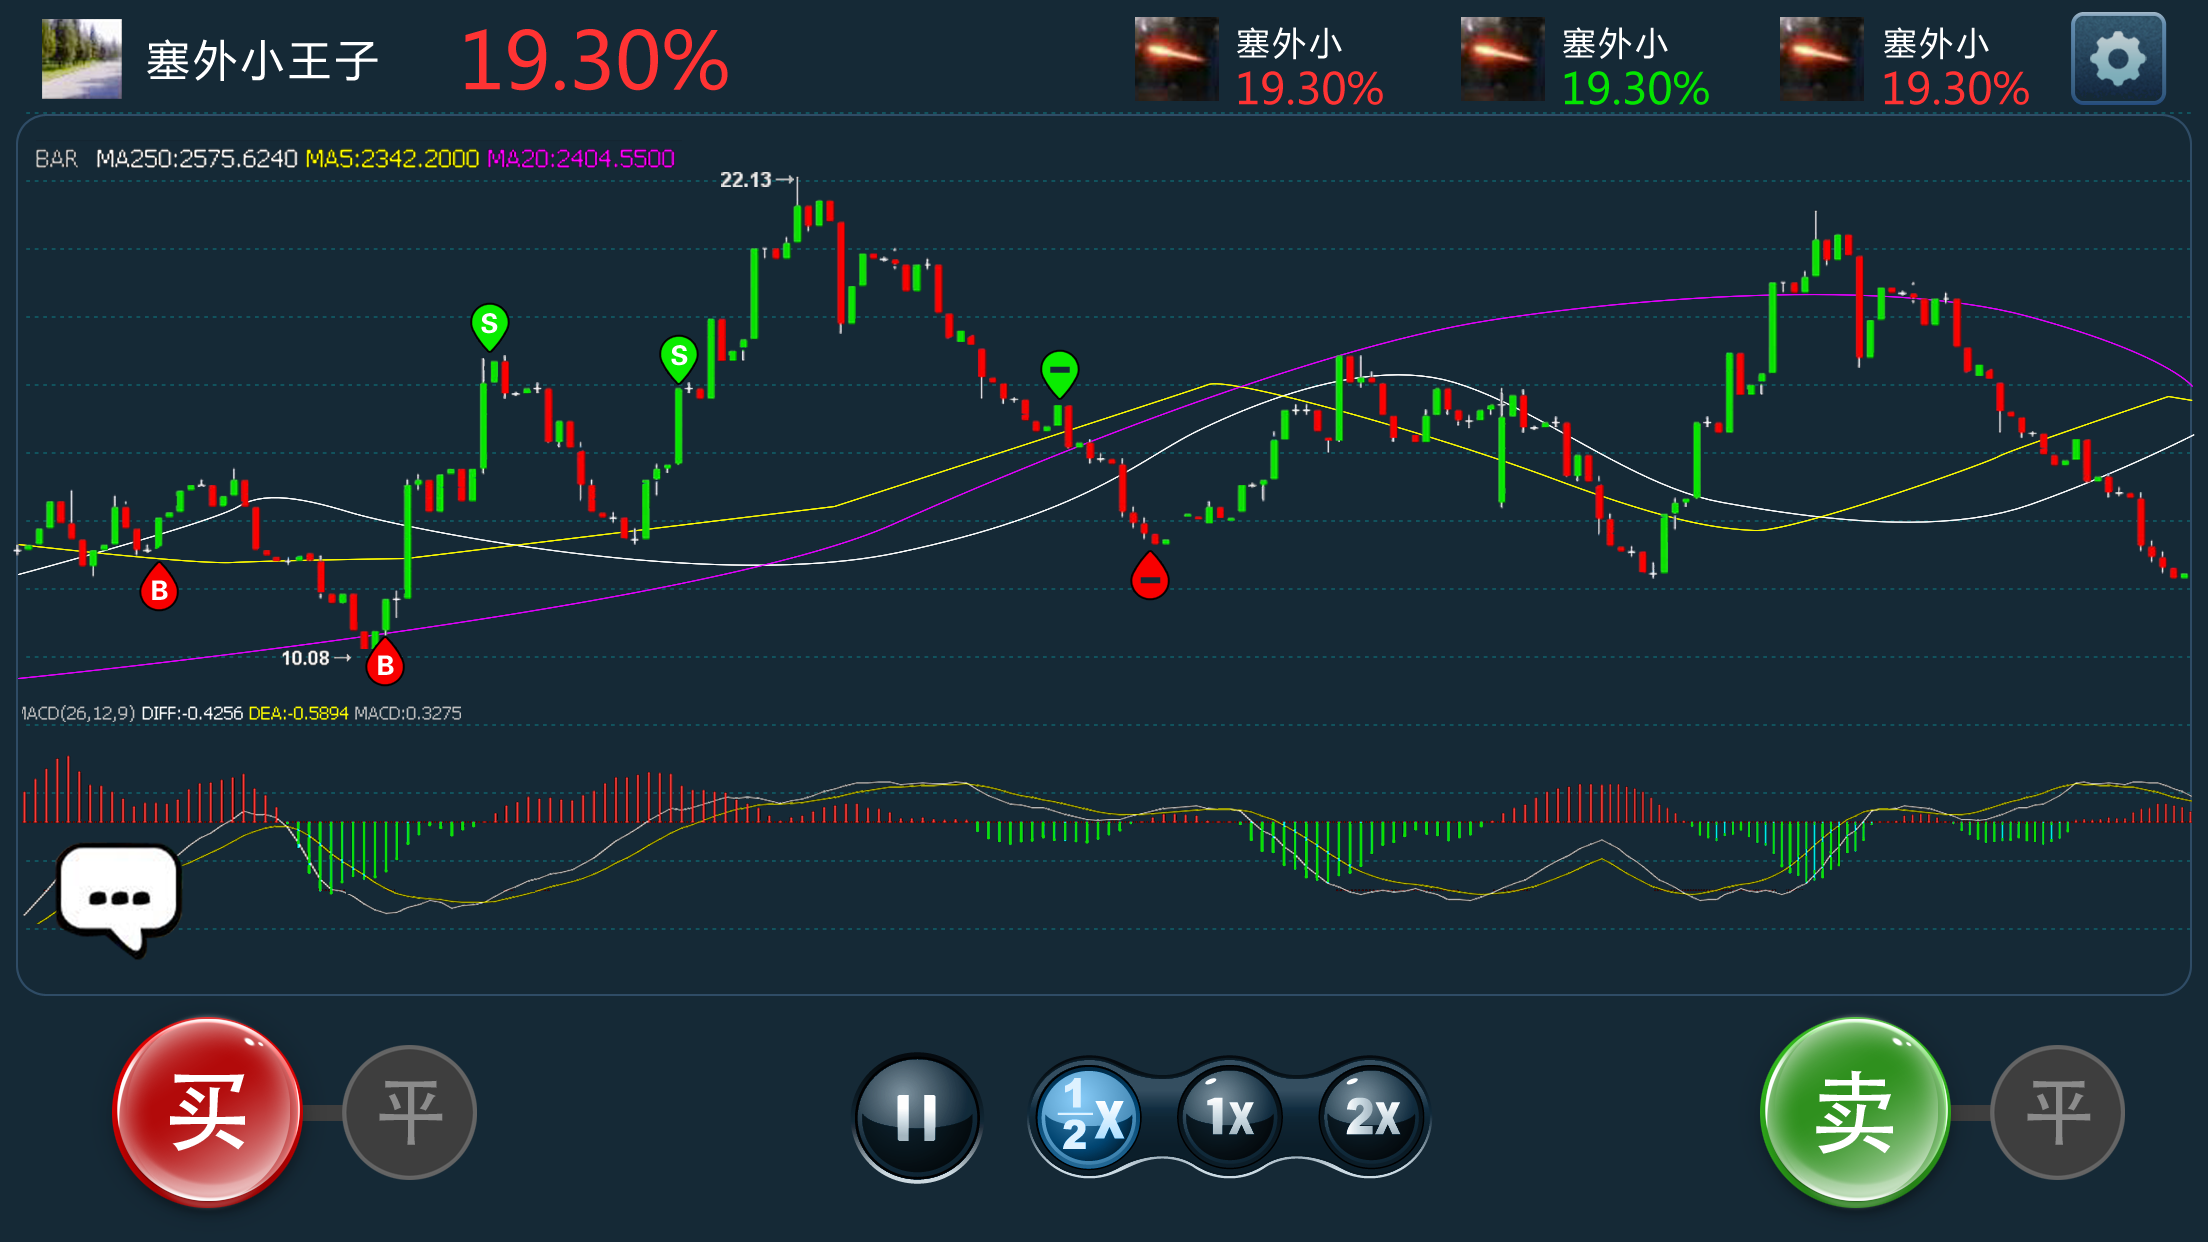 塞外小王子 19.30%
塞外小 19.30%
塞外小 19.30%
塞外小 19.30%
BAR MA250:2575.6240 MA5:2342.2000 MA20:2404.5500
22.13→
S
S
B
B
10.08→
MACD(26,12,9) DIFF:-0.4256 DEA:-0.5894 MACD:0.3275
...
买 平
1/2X 1X 2X
卖 平